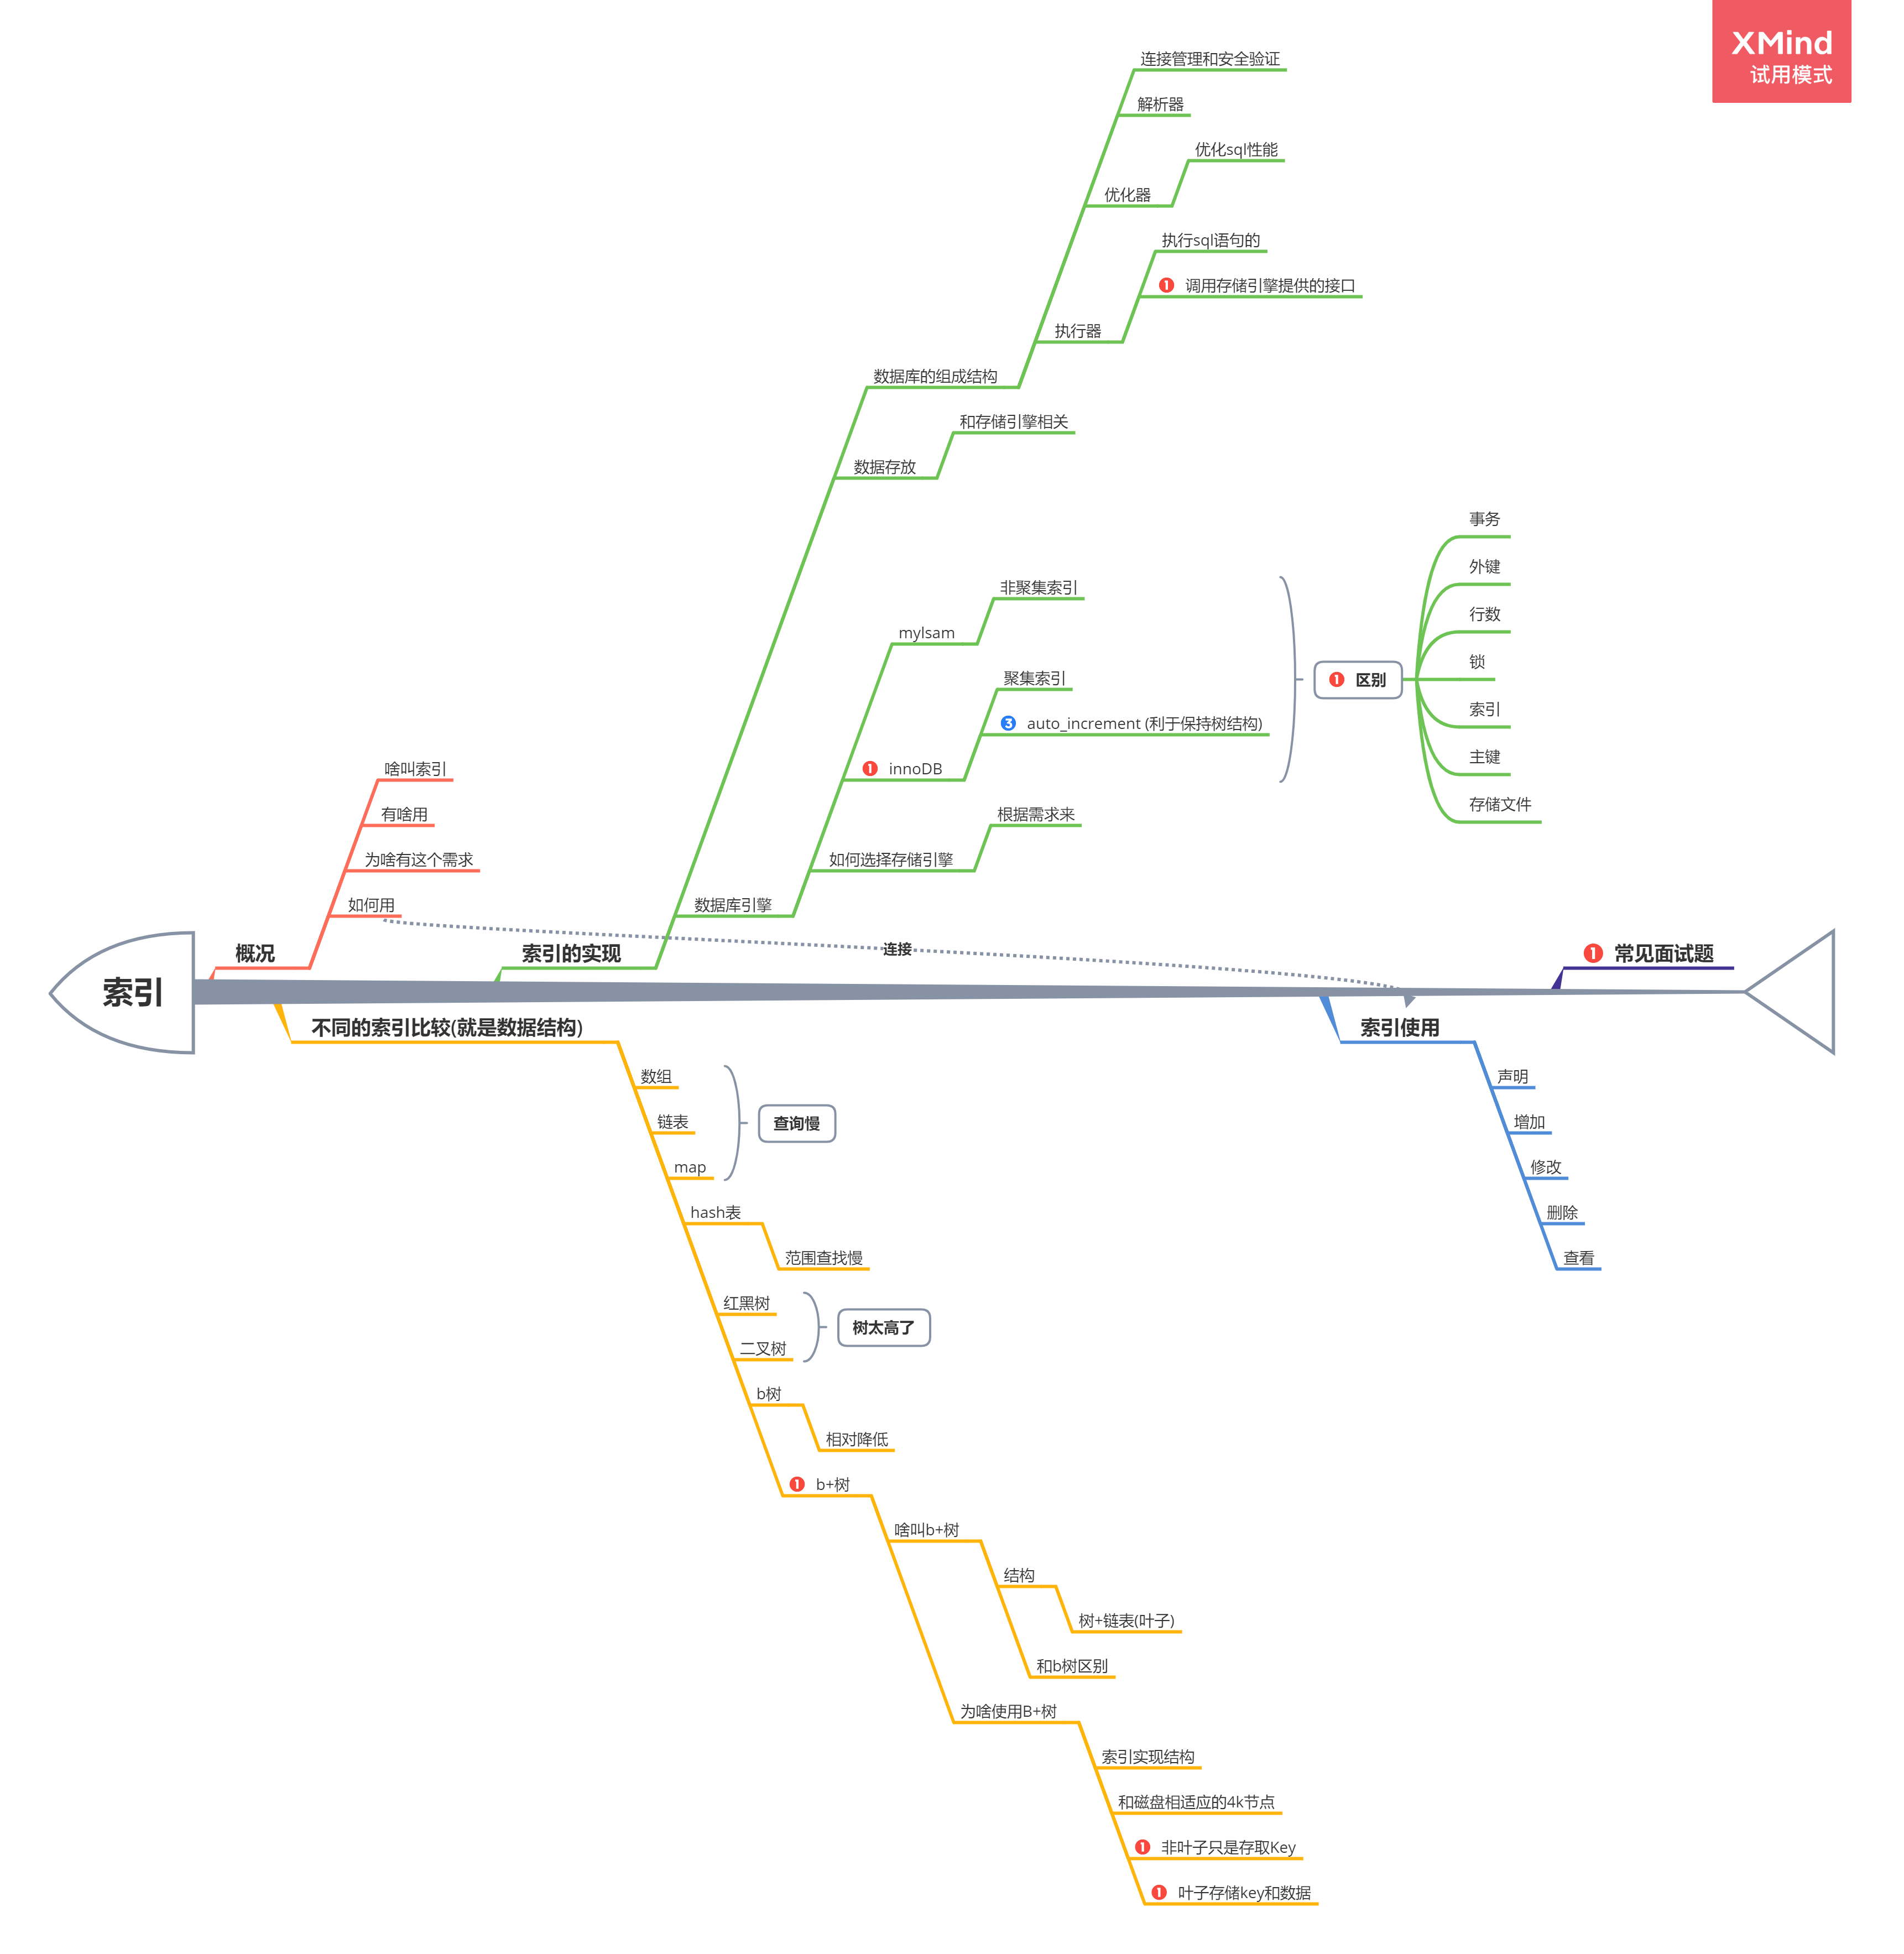 XMind
试用模式
连接管理和安全验证
解析器
优化sql性能
优化器
执行sql语句的
1 调用存储引擎提供的接口
执行器
数据库的组成结构
和存储引擎相关
数据存放
非聚集索引
myIsam
聚集索引
3 auto_increment (利于保持树结构)
1 innoDB
根据需求来
如何选择存储引擎
数据库引擎
1 区别
事务
外键
行数
锁
索引
主键
存储文件
啥叫索引
有啥用
为啥有这个需求
如何用
概况
索引的实现
连接
1 常见面试题
索引
不同的索引比较(就是数据结构)
数组
链表
map
查询慢
hash表
范围查找慢
红黑树
二叉树
树太高了
b树
相对降低
1 b+树
啥叫b+树
结构
树+链表(叶子)
和b树区别
为啥使用B+树
索引实现结构
和磁盘相适应的4k节点
1 非叶子只是存取Key
1 叶子存储key和数据
索引使用
声明
增加
修改
删除
查看